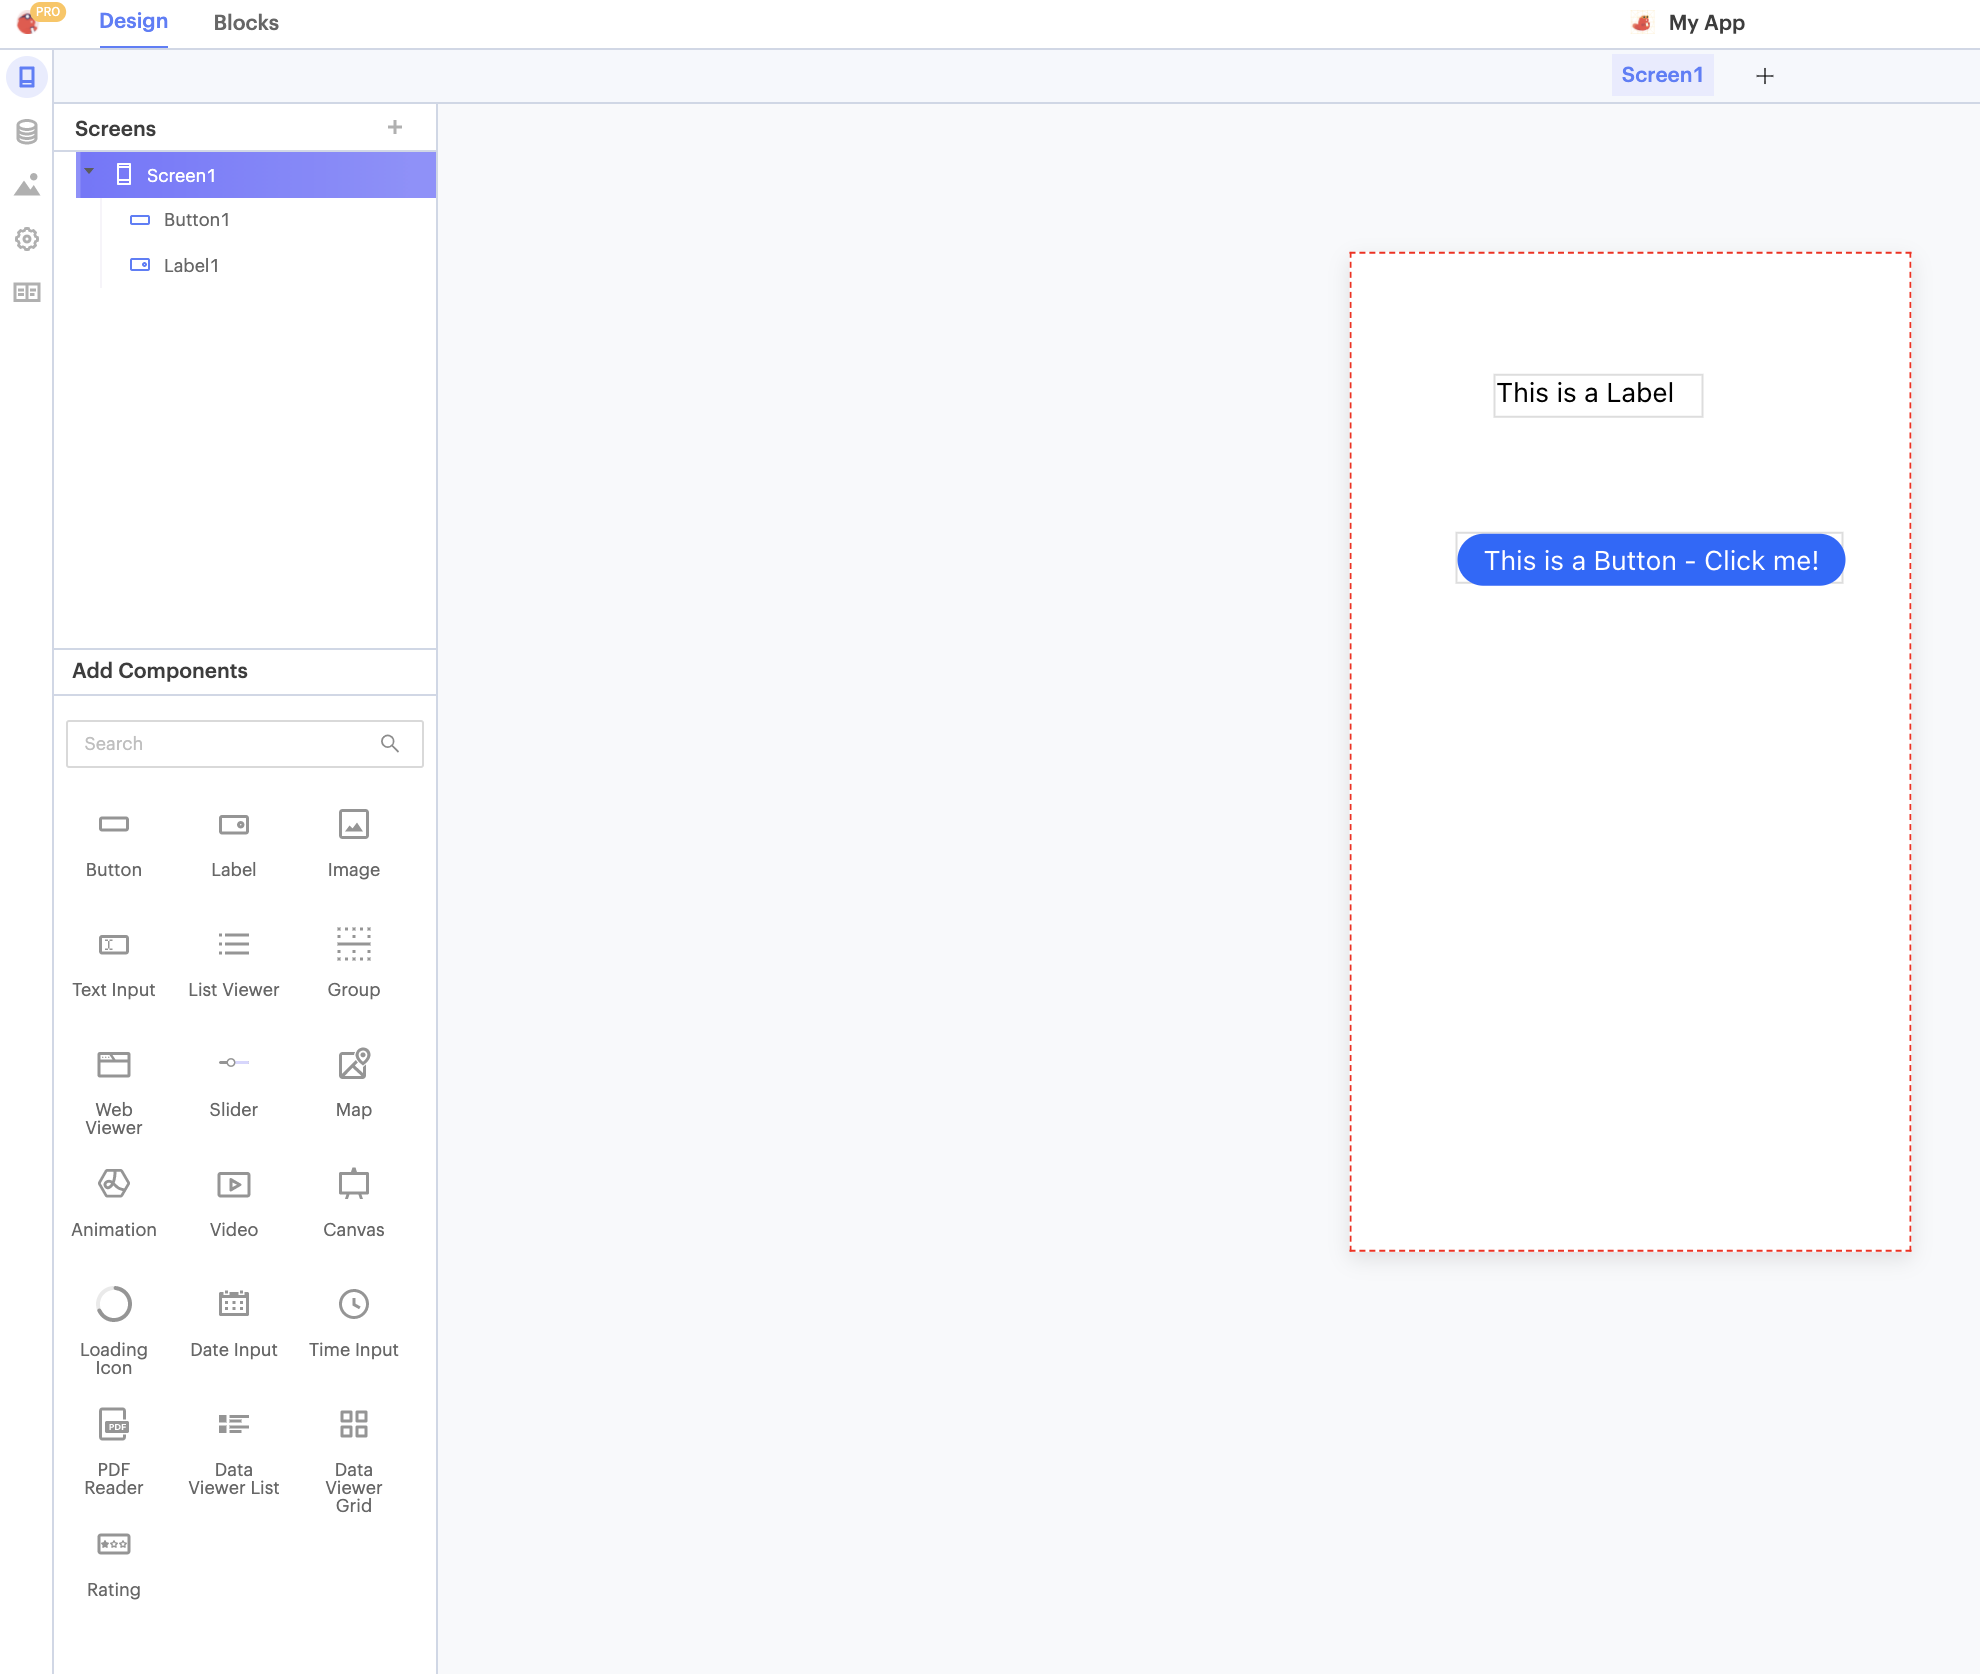 PRO
Design
Blocks
My App
Screen1
Screens
Screen1
Button1
Label1
This is a Label
This is a Button - Click me!
Add Components
Search
Button
Label
Image
Text Input
List Viewer
Group
Web
Viewer
Slider
Map
Animation
Video
Canvas
Loading
Icon
Date Input
Time Input
PDF
PDF
Reader
Data
Viewer List
Data
Viewer
Grid
Rating